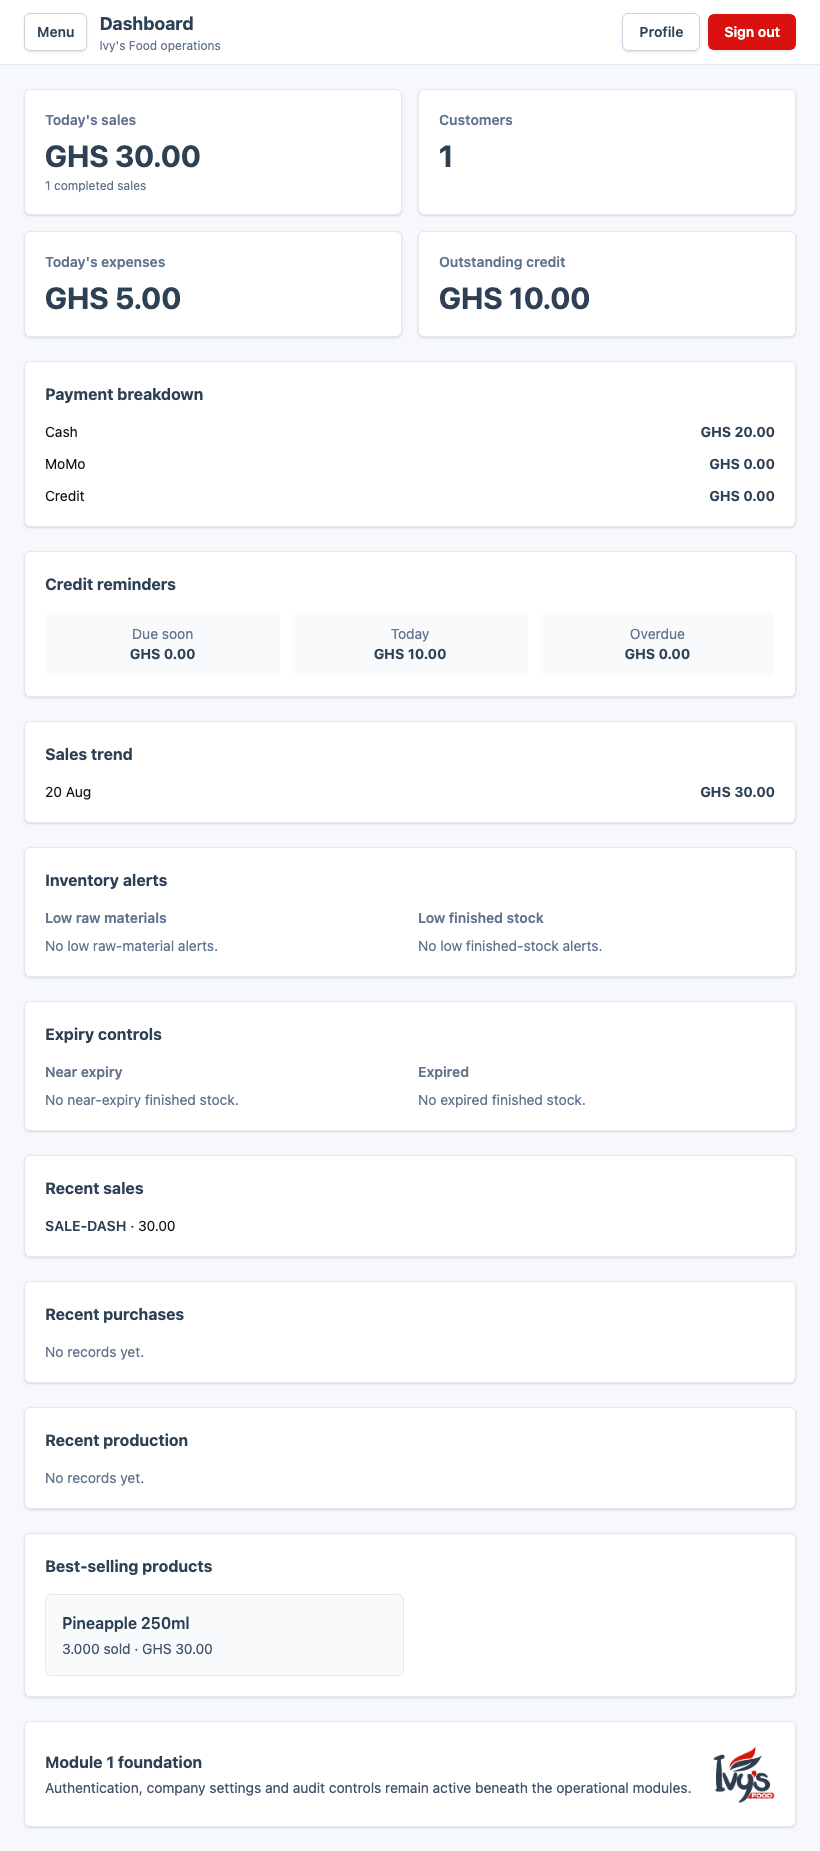 Menu
Dashboard
Ivy's Food operations
Profile
Sign out
Today's sales
GHS 30.00
1 completed sales
Customers
1
Today's expenses
GHS 5.00
Outstanding credit
GHS 10.00
Payment breakdown
Cash GHS 20.00
MoMo GHS 0.00
Credit GHS 0.00
Credit reminders
Due soon
GHS 0.00
Today
GHS 10.00
Overdue
GHS 0.00
Sales trend
20 Aug GHS 30.00
Inventory alerts
Low raw materials
No low raw-material alerts.
Low finished stock
No low finished-stock alerts.
Expiry controls
Near expiry
No near-expiry finished stock.
Expired
No expired finished stock.
Recent sales
SALE-DASH · 30.00
Recent purchases
No records yet.
Recent production
No records yet.
Best-selling products
Pineapple 250ml
3.000 sold · GHS 30.00
Module 1 foundation
Authentication, company settings and audit controls remain active beneath the operational modules.
Ivy's
FOOD